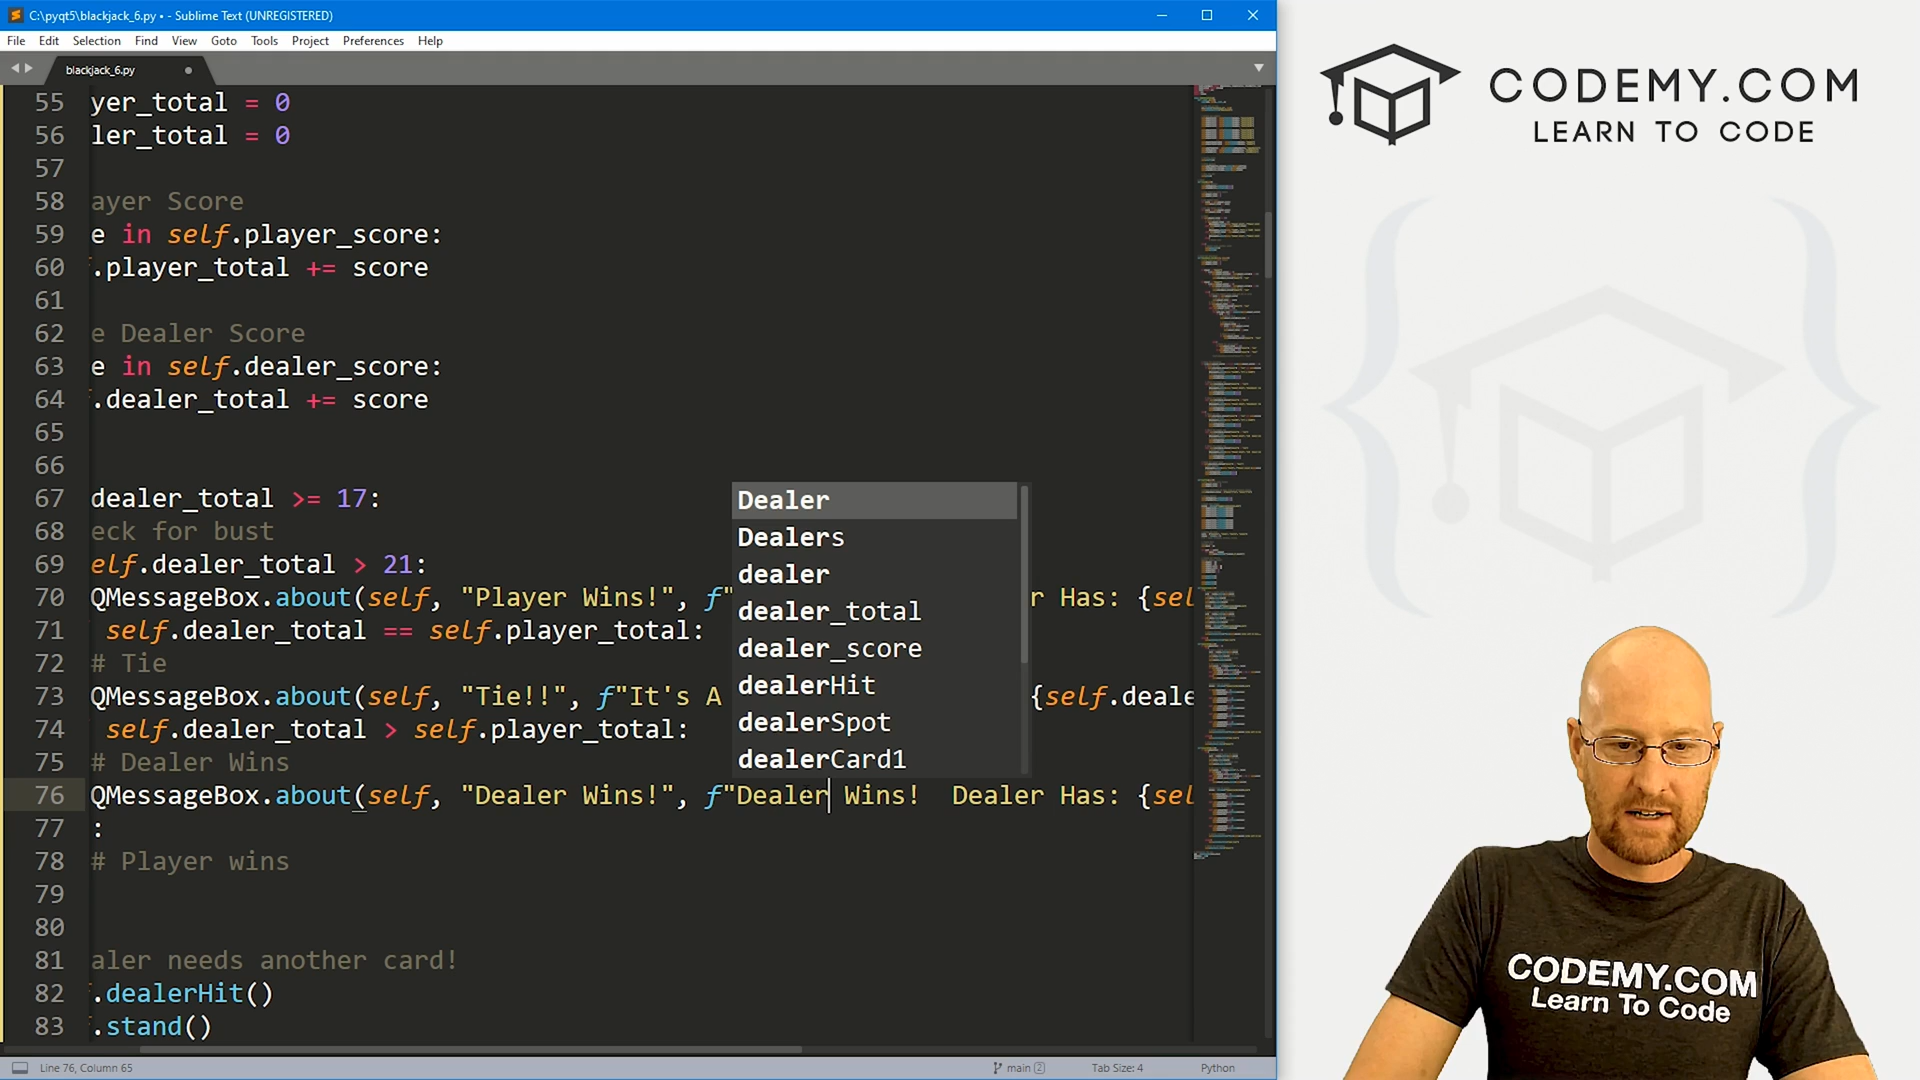 C:\pyqt5\blackjack_6.py • - Sublime Text (UNREGISTERED)
File Edit Selection Find View Goto Tools Project Preferences Help
blackjack_6.py
55 yer_total = 0
56 ler_total = 0
57
58 ayer Score
59 e in self.player_score:
60 .player_total += score
61
62 e Dealer Score
63 e in self.dealer_score:
64 .dealer_total += score
65
66
67 dealer_total >= 17:
68 eck for bust
69 elf.dealer_total > 21:
70 QMessageBox.about(self, "Player Wins!", f" r Has: {sel
71 self.dealer_total == self.player_total:
72 # Tie
73 QMessageBox.about(self, "Tie!!", f"It's A {self.deale
74 self.dealer_total > self.player_total:
75 # Dealer Wins
76 QMessageBox.about(self, "Dealer Wins!", f"Dealer Wins!  Dealer Has: {sel
77 :
78 # Player wins
79
80
81 aler needs another card!
82 .dealerHit()
83 .stand()
Dealer
Dealers
dealer
dealer_total
dealer_score
dealerHit
dealerSpot
dealerCard1
Line 76, Column 65
main 2
Tab Size: 4
Python
CODEMY.COM
LEARN TO CODE
CODEMY.COM
Learn To Code